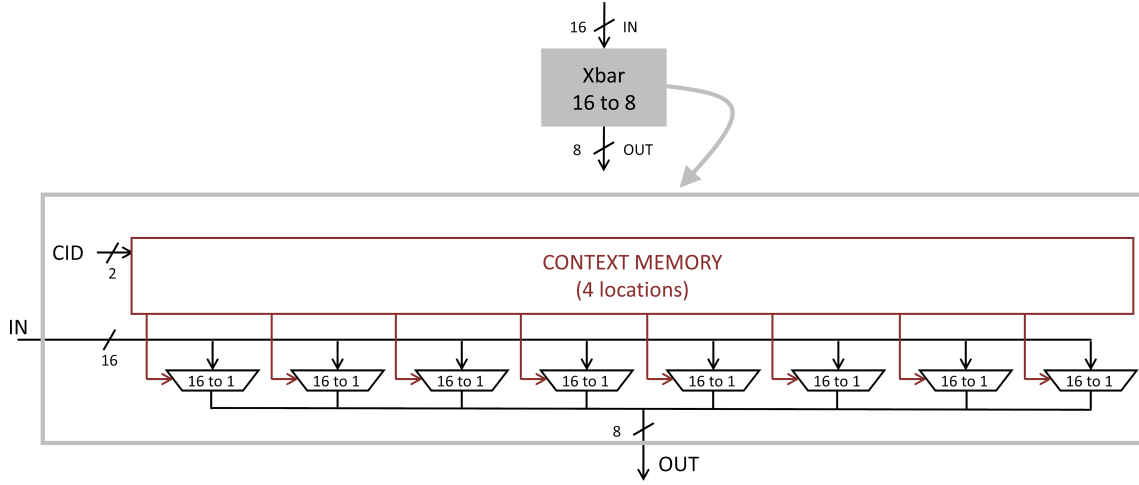 16 IN
Xbar
16 to 8
8 OUT
CID
2
CONTEXT MEMORY
(4 locations)
IN
16
16 to 1 16 to 1 16 to 1 16 to 1 16 to 1 16 to 1 16 to 1 16 to 1
8
OUT